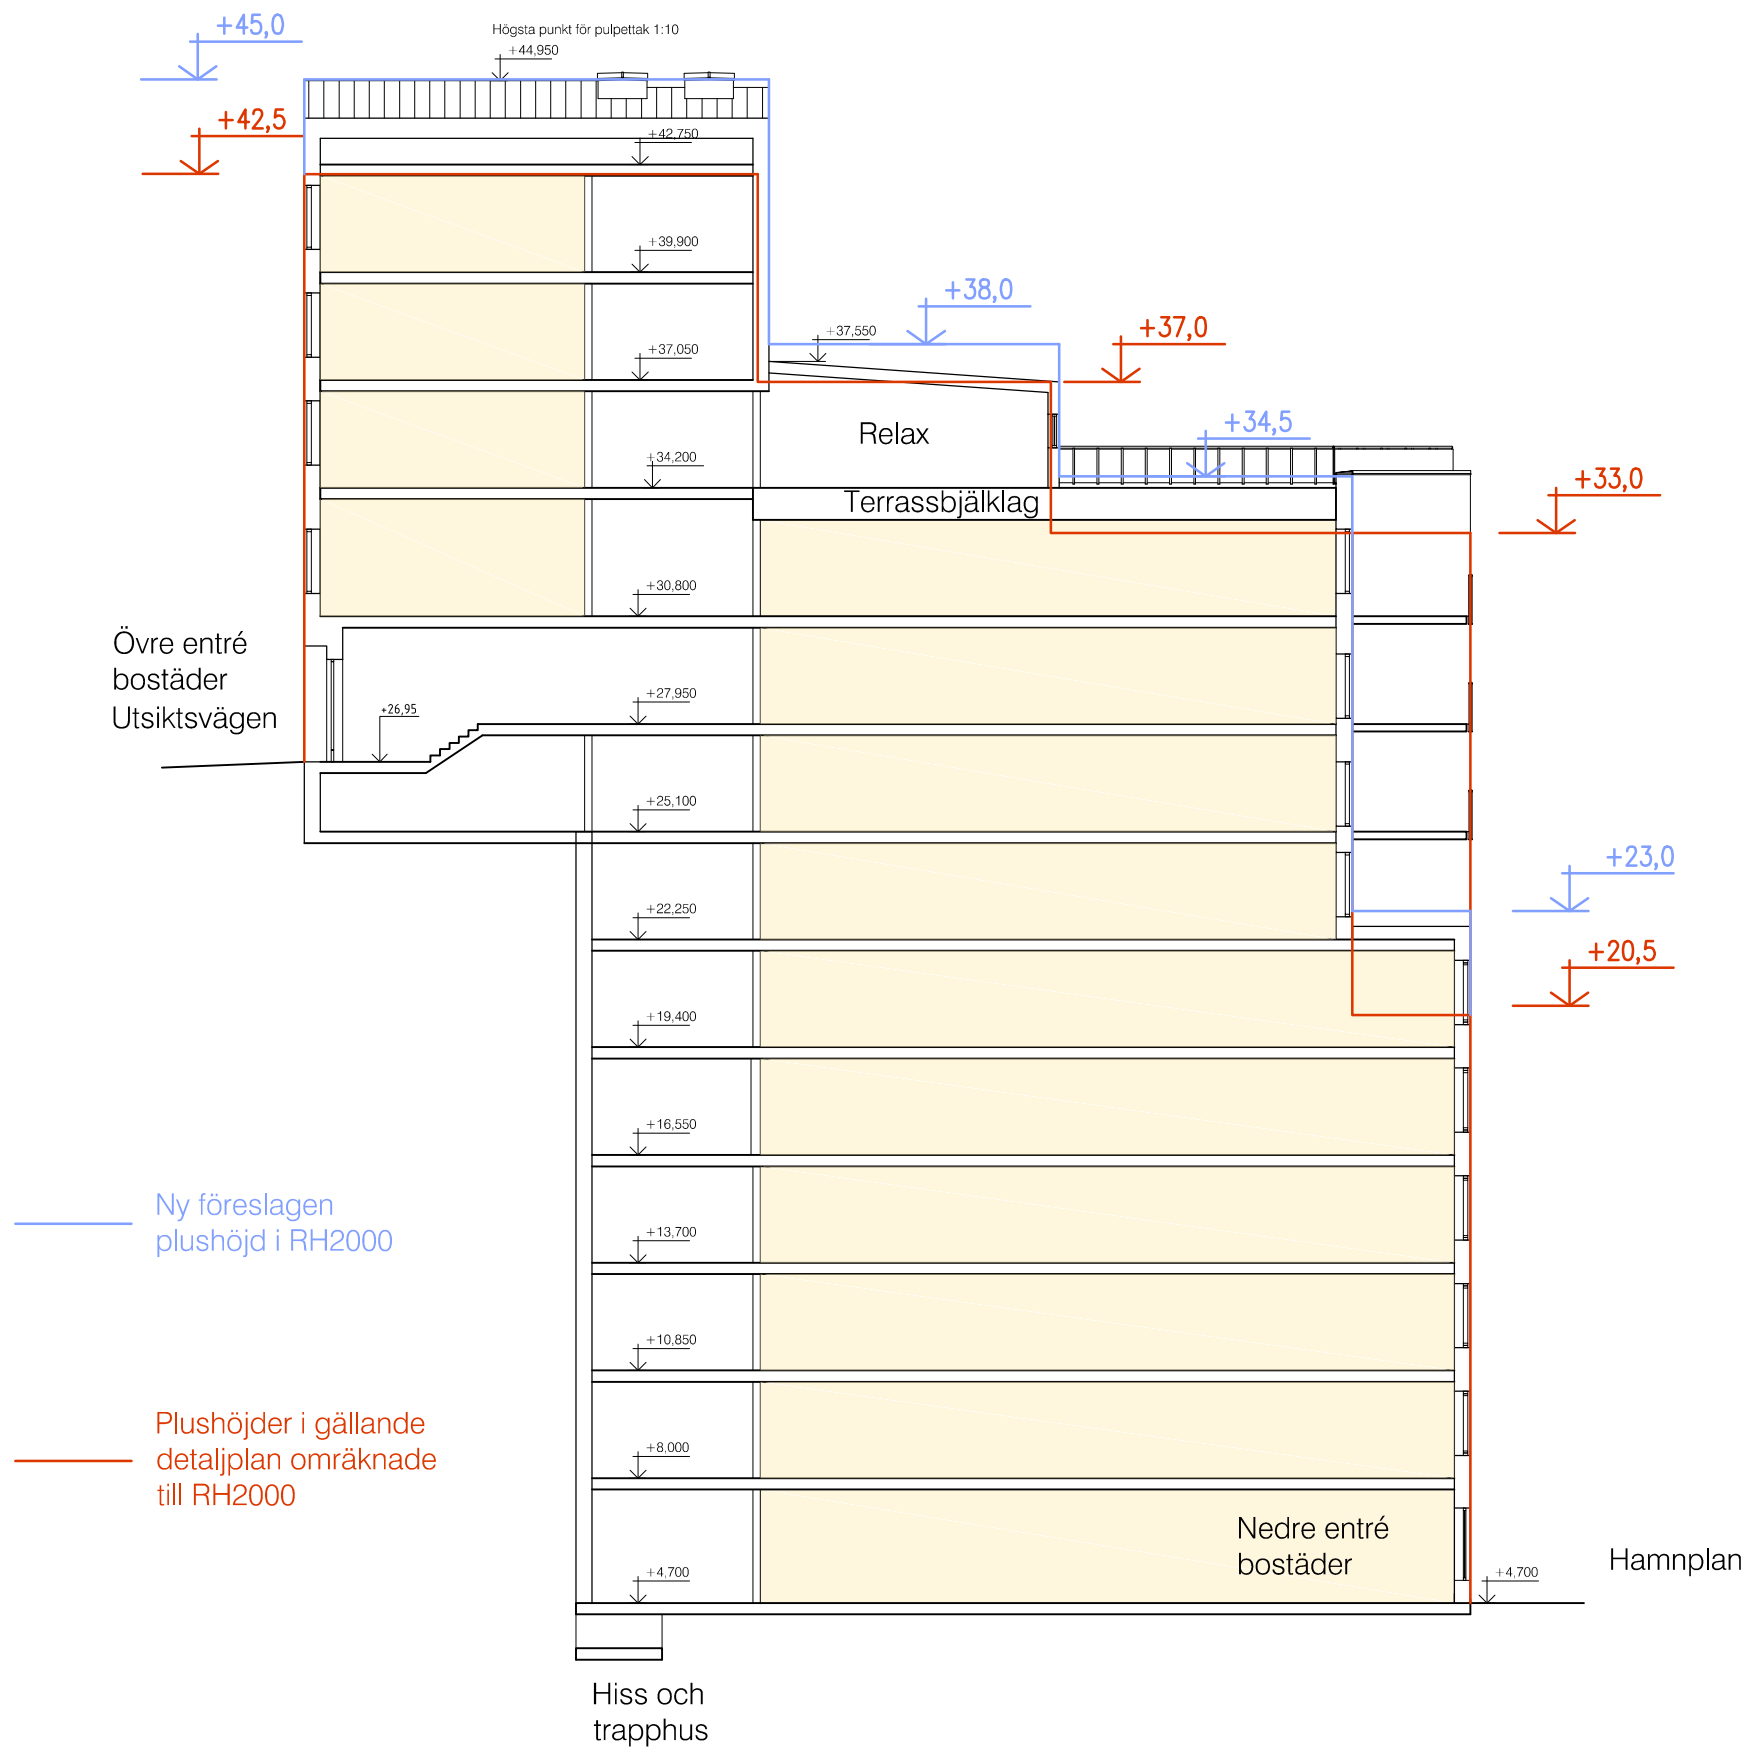 +45,0
Högsta punkt för pulpettak 1:10
+44,950
+42,5
+42,750
+39,900
+38,0
+37,0
+37,550
+37,050
+34,5
Relax
+34,200
+33,0
Terrassbjälklag
+30,800
Övre entré
bostäder
Utsiktsvägen
+27,950
+26,95
+25,100
+23,0
+22,250
+20,5
+19,400
+16,550
Ny föreslagen
plushöjd i RH2000
+13,700
+10,850
Plushöjder i gällande
detaljplan omräknade
till RH2000
+8,000
Nedre entré
bostäder
Hamnplan
+4,700
+4,700
Hiss och
trapphus